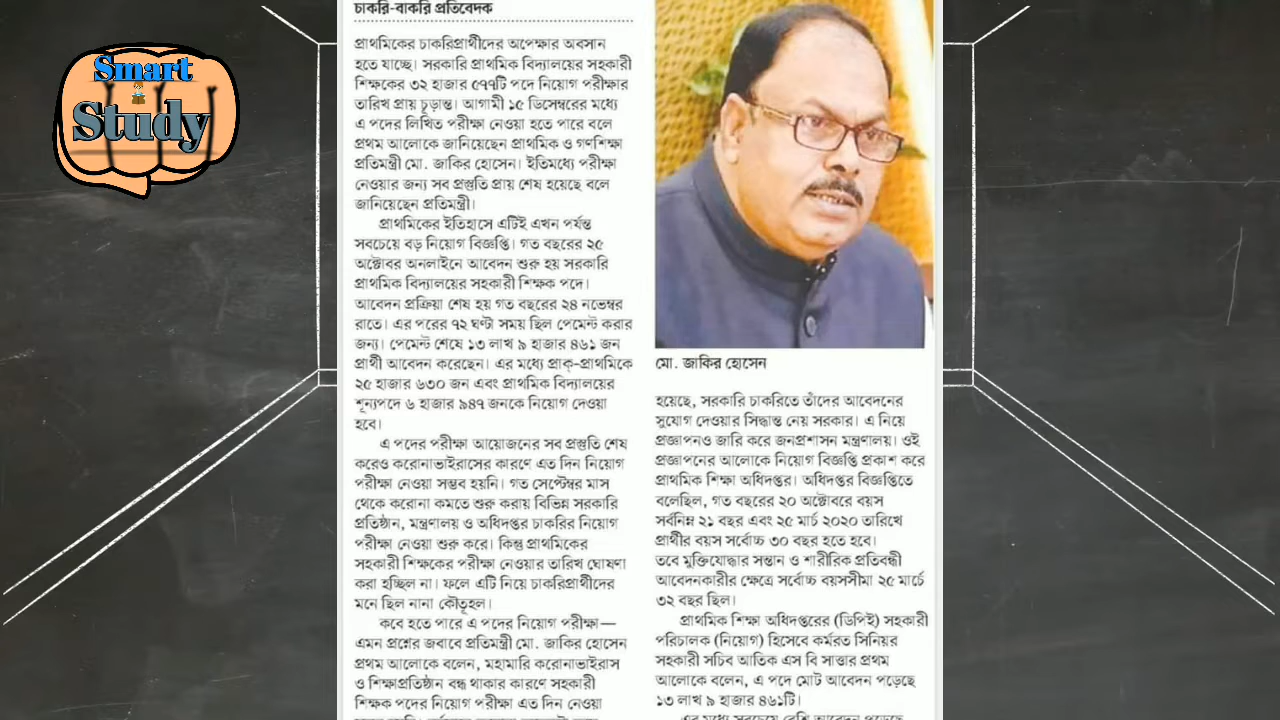 Smart
Study
চাকরি-বাকরি প্রতিবেদক
প্রাথমিকের চাকরিপ্রার্থীদের অপেক্ষার অবসান
হতে যাচ্ছে। সরকারি প্রাথমিক বিদ্যালয়ের সহকারী
শিক্ষকের ৩২ হাজার ৫৭৭টি পদে নিয়োগ পরীক্ষার
তারিখ প্রায় চূড়ান্ত। আগামী ১৫ ডিসেম্বরের মধ্যে
এ পদের লিখিত পরীক্ষা নেওয়া হতে পারে বলে
প্রথম আলোকে জানিয়েছেন প্রাথমিক ও গণশিক্ষা
প্রতিমন্ত্রী মো. জাকির হোসেন। ইতিমধ্যে পরীক্ষা
নেওয়ার জন্য সব প্রস্তুতি প্রায় শেষ হয়েছে বলে
জানিয়েছেন প্রতিমন্ত্রী।
প্রাথমিকের ইতিহাসে এটিই এখন পর্যন্ত
সবচেয়ে বড় নিয়োগ বিজ্ঞপ্তি। গত বছরের ২৫
অক্টোবর অনলাইনে আবেদন শুরু হয় সরকারি
প্রাথমিক বিদ্যালয়ের সহকারী শিক্ষক পদে।
আবেদন প্রক্রিয়া শেষ হয় গত বছরের ২৪ নভেম্বর
রাতে। এর পরের ৭২ ঘণ্টা সময় ছিল পেমেন্ট করার
জন্য। পেমেন্ট শেষে ১৩ লাখ ৯ হাজার ৪৬১ জন
প্রার্থী আবেদন করেছেন। এর মধ্যে প্রাক্-প্রাথমিকে
২৫ হাজার ৬৩০ জন এবং প্রাথমিক বিদ্যালয়ের
শূন্যপদে ৬ হাজার ৯৪৭ জনকে নিয়োগ দেওয়া
হবে।
এ পদের পরীক্ষা আয়োজনের সব প্রস্তুতি শেষ
করেও করোনাভাইরাসের কারণে এত দিন নিয়োগ
পরীক্ষা নেওয়া সম্ভব হয়নি। গত সেপ্টেম্বর মাস
থেকে করোনা কমতে শুরু করায় বিভিন্ন সরকারি
প্রতিষ্ঠান, মন্ত্রণালয় ও অধিদপ্তর চাকরির নিয়োগ
পরীক্ষা নেওয়া শুরু করে। কিন্তু প্রাথমিকের
সহকারী শিক্ষকের পরীক্ষা নেওয়ার তারিখ ঘোষণা
করা হচ্ছিল না। ফলে এটি নিয়ে চাকরিপ্রার্থীদের
মনে ছিল নানা কৌতূহল।
কবে হতে পারে এ পদের নিয়োগ পরীক্ষা—
এমন প্রশ্নের জবাবে প্রতিমন্ত্রী মো. জাকির হোসেন
প্রথম আলোকে বলেন, মহামারি করোনাভাইরাস
ও শিক্ষাপ্রতিষ্ঠান বন্ধ থাকার কারণে সহকারী
শিক্ষক পদের নিয়োগ পরীক্ষা এত দিন নেওয়া
মো. জাকির হোসেন
হয়েছে, সরকারি চাকরিতে তাঁদের আবেদনের
সুযোগ দেওয়ার সিদ্ধান্ত নেয় সরকার। এ নিয়ে
প্রজ্ঞাপনও জারি করে জনপ্রশাসন মন্ত্রণালয়। ওই
প্রজ্ঞাপনের আলোকে নিয়োগ বিজ্ঞপ্তি প্রকাশ করে
প্রাথমিক শিক্ষা অধিদপ্তর। অধিদপ্তর বিজ্ঞপ্তিতে
বলেছিল, গত বছরের ২০ অক্টোবরে বয়স
সর্বনিম্ন ২১ বছর এবং ২৫ মার্চ ২০২০ তারিখে
প্রার্থীর বয়স সর্বোচ্চ ৩০ বছর হতে হবে।
তবে মুক্তিযোদ্ধার সন্তান ও শারীরিক প্রতিবন্ধী
আবেদনকারীর ক্ষেত্রে সর্বোচ্চ বয়সসীমা ২৫ মার্চে
৩২ বছর ছিল।
প্রাথমিক শিক্ষা অধিদপ্তরের (ডিপিই) সহকারী
পরিচালক (নিয়োগ) হিসেবে কর্মরত সিনিয়র
সহকারী সচিব আতিক এস বি সাত্তার প্রথম
আলোকে বলেন, এ পদে মোট আবেদন পড়েছে
১৩ লাখ ৯ হাজার ৪৬১টি।
এর মধ্যে সবচেয়ে বেশি আবেদন পড়েছে